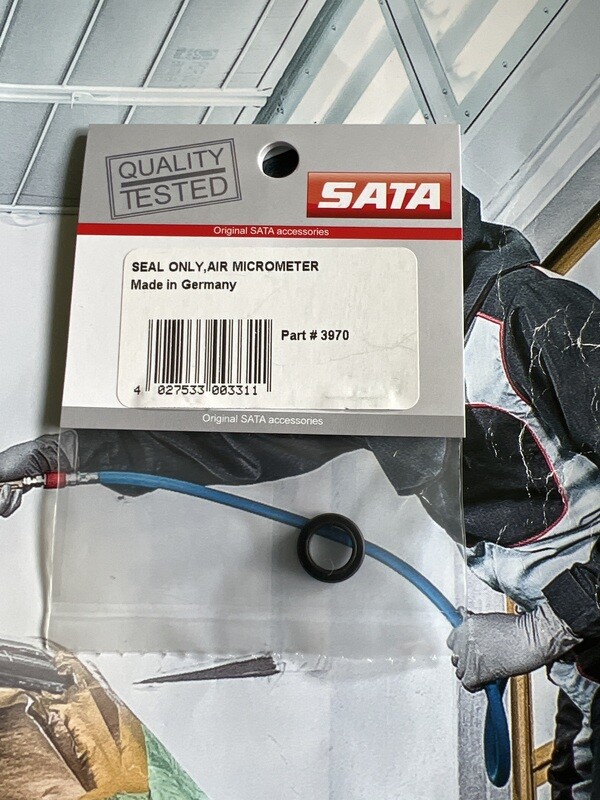 QUALITY
TESTED
SATA
Original SATA accessories
SEAL ONLY,AIR MICROMETER
Made in Germany
Part # 3970
4 027533 003311
Original SATA accessories